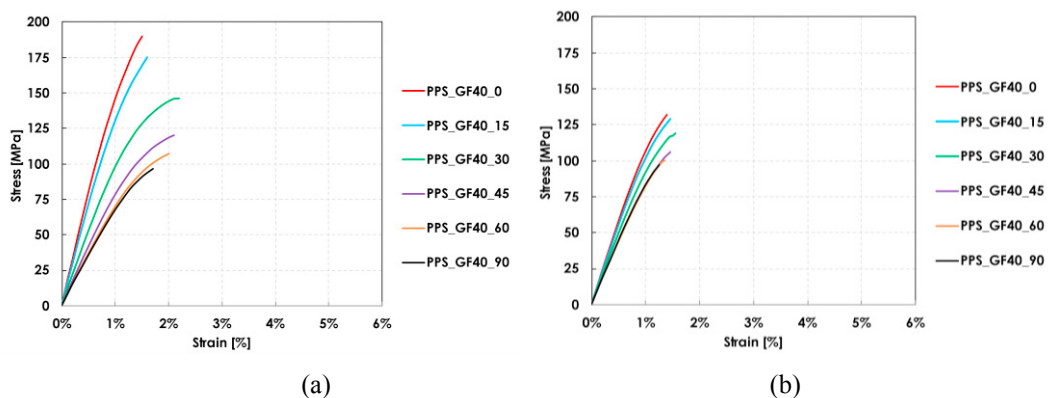 200
175
150
125
100
75
50
25
0
Stress [MPa]
0% 1% 2% 3% 4% 5% 6%
Strain [%]
PPS_GF40_0
PPS_GF40_15
PPS_GF40_30
PPS_GF40_45
PPS_GF40_60
PPS_GF40_90
(a)
200
175
150
125
100
75
50
25
0
Stress [MPa]
0% 1% 2% 3% 4% 5% 6%
Strain [%]
PPS_GF40_0
PPS_GF40_15
PPS_GF40_30
PPS_GF40_45
PPS_GF40_60
PPS_GF40_90
(b)